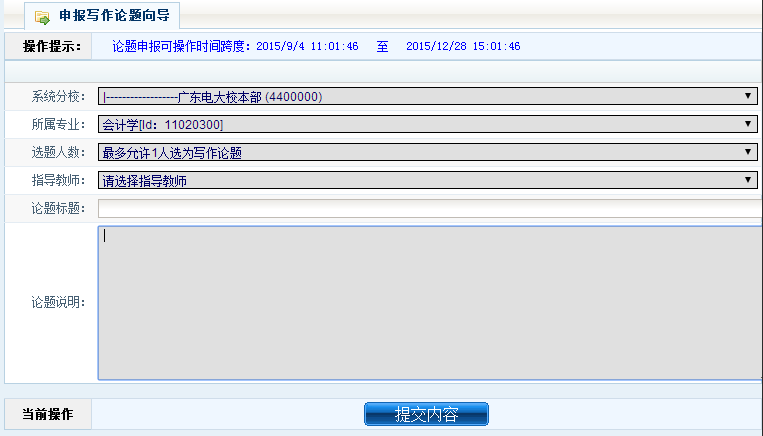 申报写作论题向导
操作提示： 论题申报可操作时间跨度：2015/9/4 11:01:46 至 2015/12/28 15:01:46
系统分校： |------------------广东电大校本部 (4400000)
所属专业： 会计学[Id：11020300]
选题人数： 最多允许1人选为写作论题
指导教师： 请选择指导教师
论题标题：
论题说明：
当前操作 提交内容